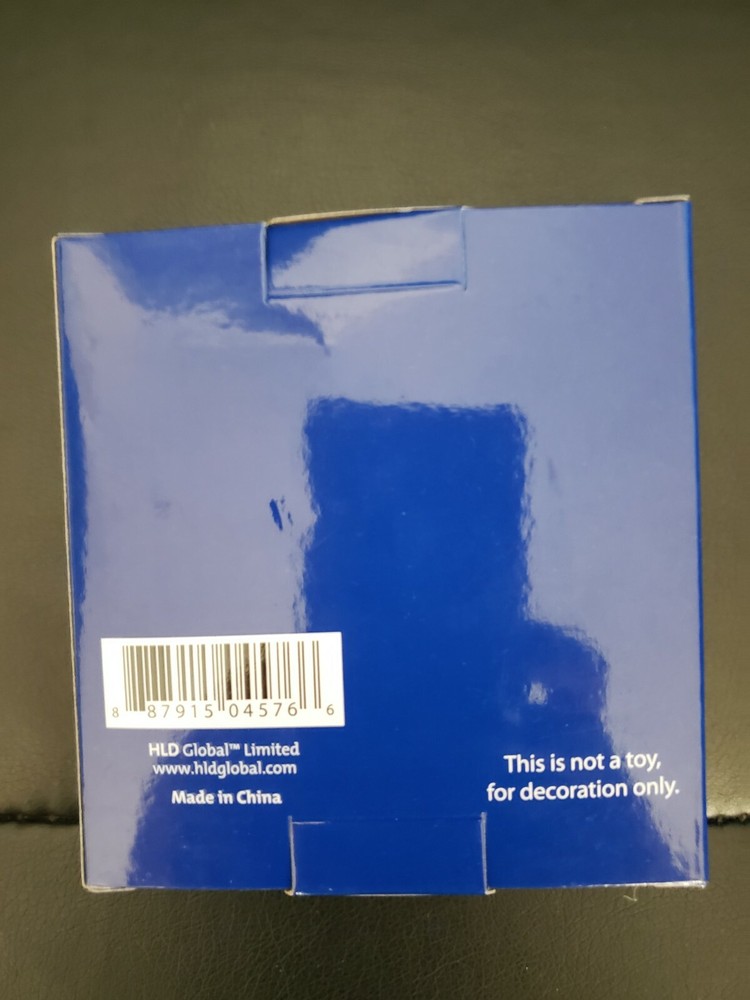 8 87915 04576 6
HLD Global™ Limited
www.hldglobal.com
Made in China
This is not a toy,
for decoration only.